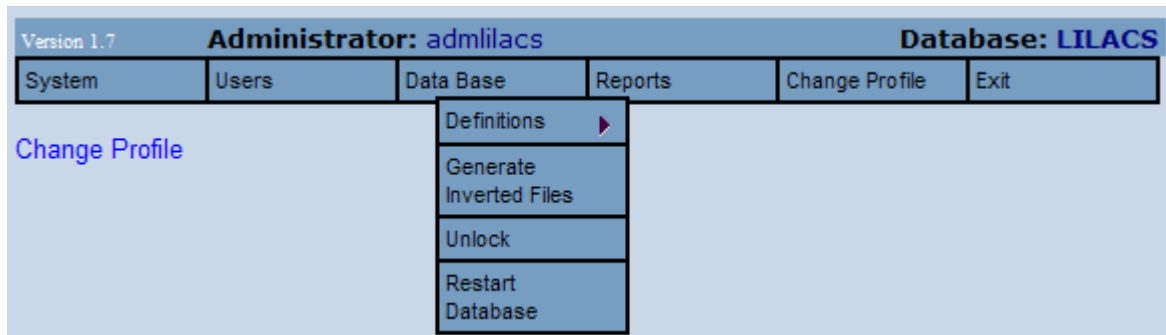 Version 1.7 Administrator: admlilacs Database: LILACS
System Users Data Base Reports Change Profile Exit
Change Profile
Definitions
Generate
Inverted Files
Unlock
Restart
Database